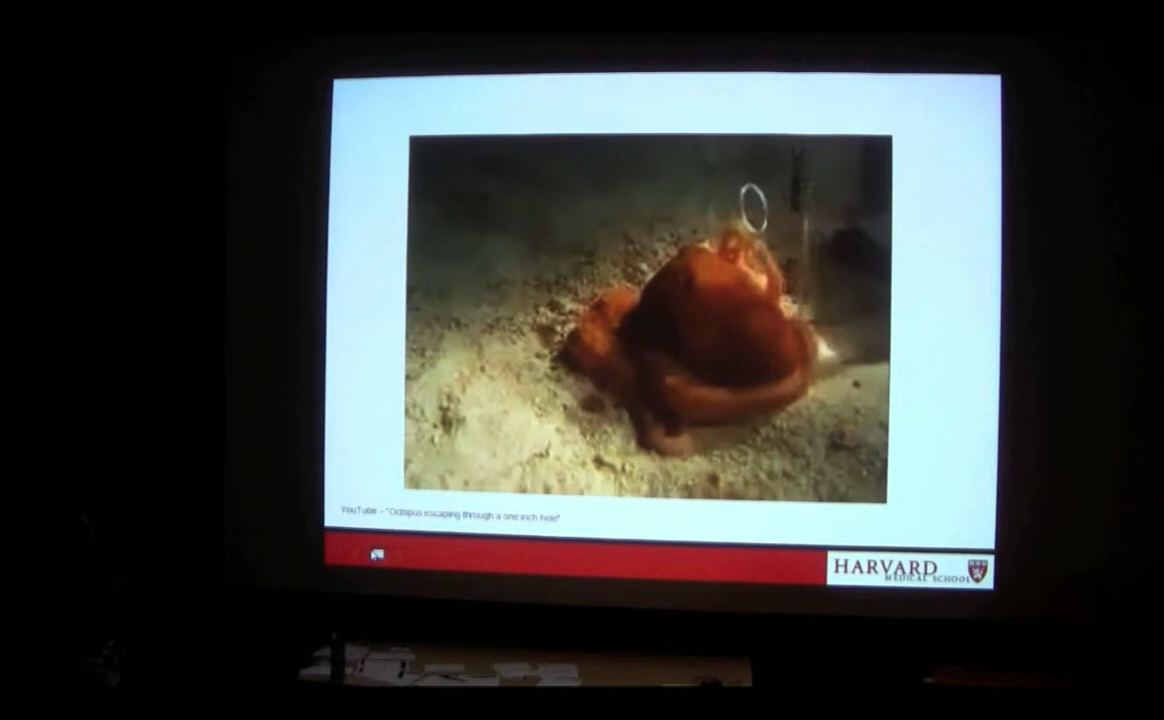 YouTube – "Octopus escaping through a one inch hole"
HARVARD
MEDICAL SCHOOL